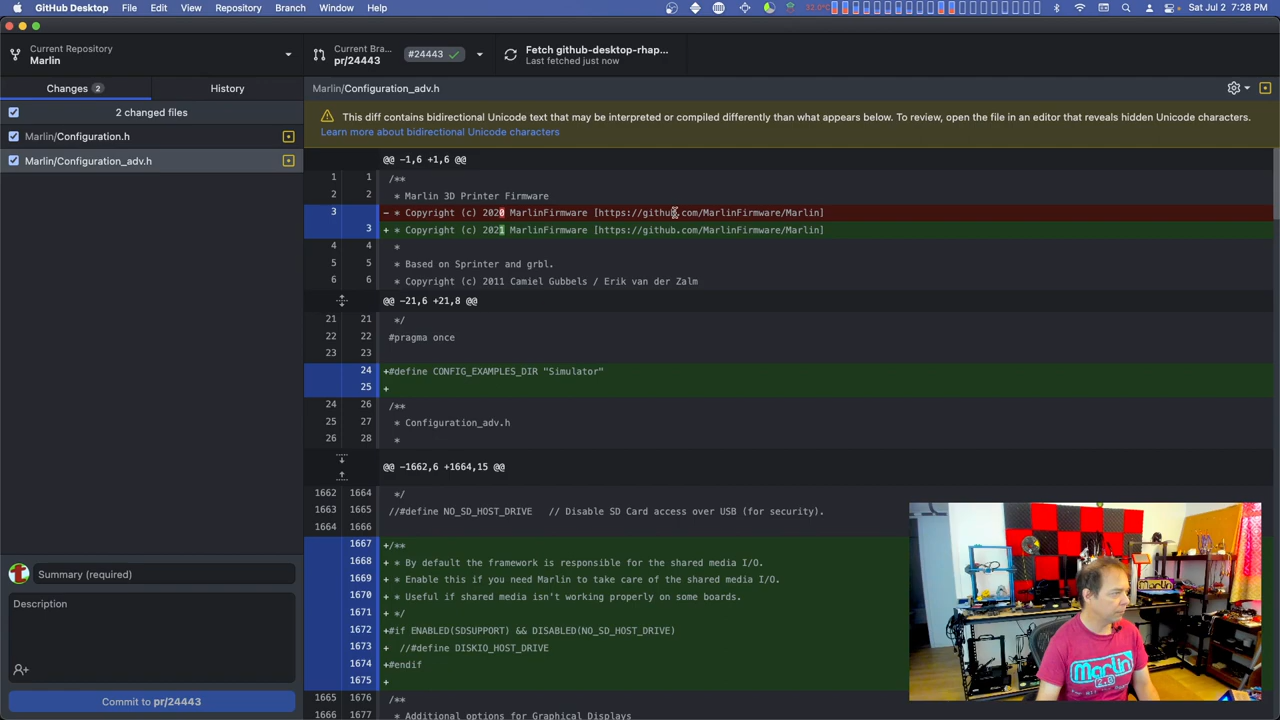 GitHub Desktop File Edit View Repository Branch Window Help
32.0°C
Sat Jul 2 7:28 PM
Current Repository
Marlin
Current Bra...
pr/24443
#24443
Fetch github-desktop-rhap...
Last fetched just now
Changes 2
History
2 changed files
Marlin/Configuration.h
Marlin/Configuration_adv.h
Marlin/Configuration_adv.h
This diff contains bidirectional Unicode text that may be interpreted or compiled differently than what appears below. To review, open the file in an editor that reveals hidden Unicode characters.
Learn more about bidirectional Unicode characters
@@ -1,6 +1,6 @@
1 1 /**
2 2 * Marlin 3D Printer Firmware
3 - * Copyright (c) 2020 MarlinFirmware [https://github.com/MarlinFirmware/Marlin]
3 + * Copyright (c) 2021 MarlinFirmware [https://github.com/MarlinFirmware/Marlin]
4 4 *
5 5 * Based on Sprinter and grbl.
6 6 * Copyright (c) 2011 Camiel Gubbels / Erik van der Zalm
@@ -21,6 +21,8 @@
21 21 */
22 22 #pragma once
23 23
24 +#define CONFIG_EXAMPLES_DIR "Simulator"
25 +
24 26 /**
25 27 * Configuration_adv.h
26 28 *
@@ -1662,6 +1664,15 @@
1662 1664 */
1663 1665 //#define NO_SD_HOST_DRIVE // Disable SD Card access over USB (for security).
1664 1666
1667 +/**
1668 + * By default the framework is responsible for the shared media I/O.
1669 + * Enable this if you need Marlin to take care of the shared media I/O.
1670 + * Useful if shared media isn't working properly on some boards.
1671 + */
1672 +#if ENABLED(SDSUPPORT) && DISABLED(NO_SD_HOST_DRIVE)
1673 + //#define DISKIO_HOST_DRIVE
1674 +#endif
1675 +
1665 1676 /**
1666 1677 * Additional options for Graphical Displays
Summary (required)
Description
Commit to pr/24443
Marlin